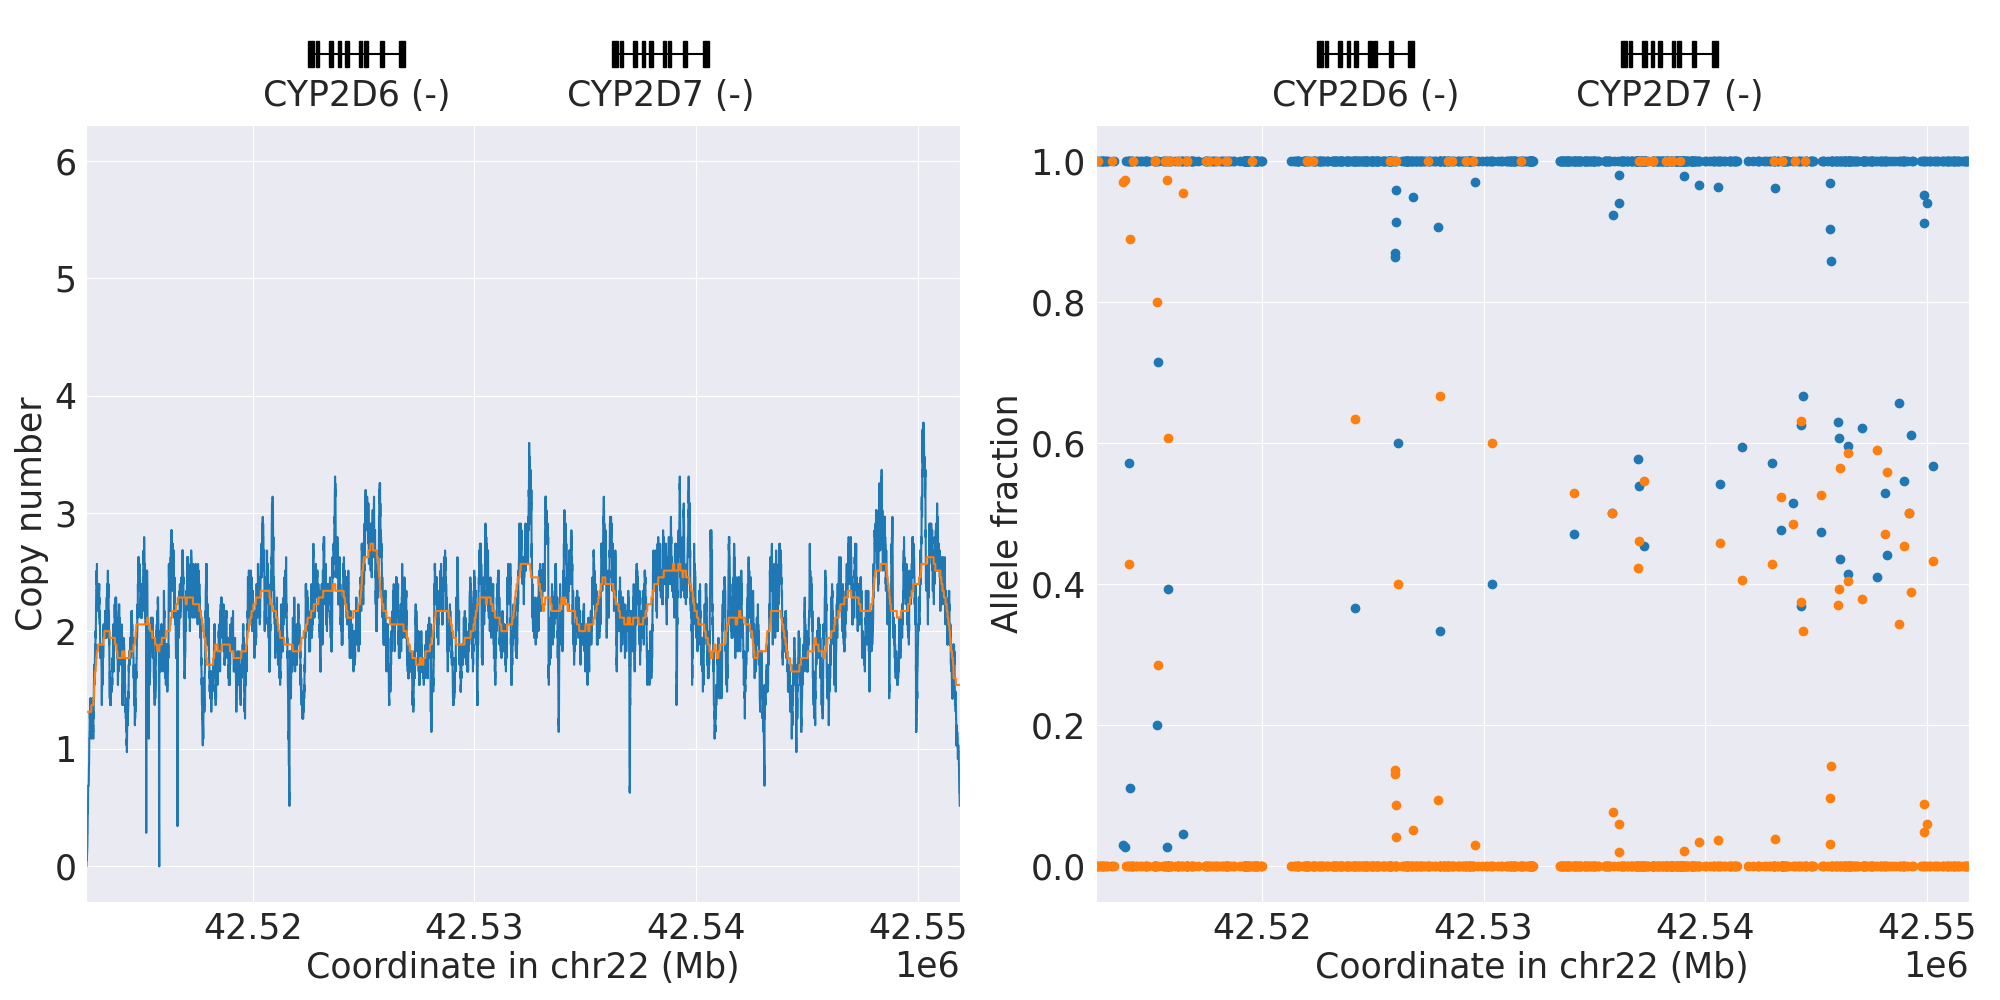 CYP2D6 (-) CYP2D7 (-)
6
5
4
3
2
1
0
Copy number
42.52 42.53 42.54 42.55
Coordinate in chr22 (Mb) 1e6
CYP2D6 (-) CYP2D7 (-)
1.0
0.8
0.6
0.4
0.2
0.0
Allele fraction
42.52 42.53 42.54 42.55
Coordinate in chr22 (Mb) 1e6